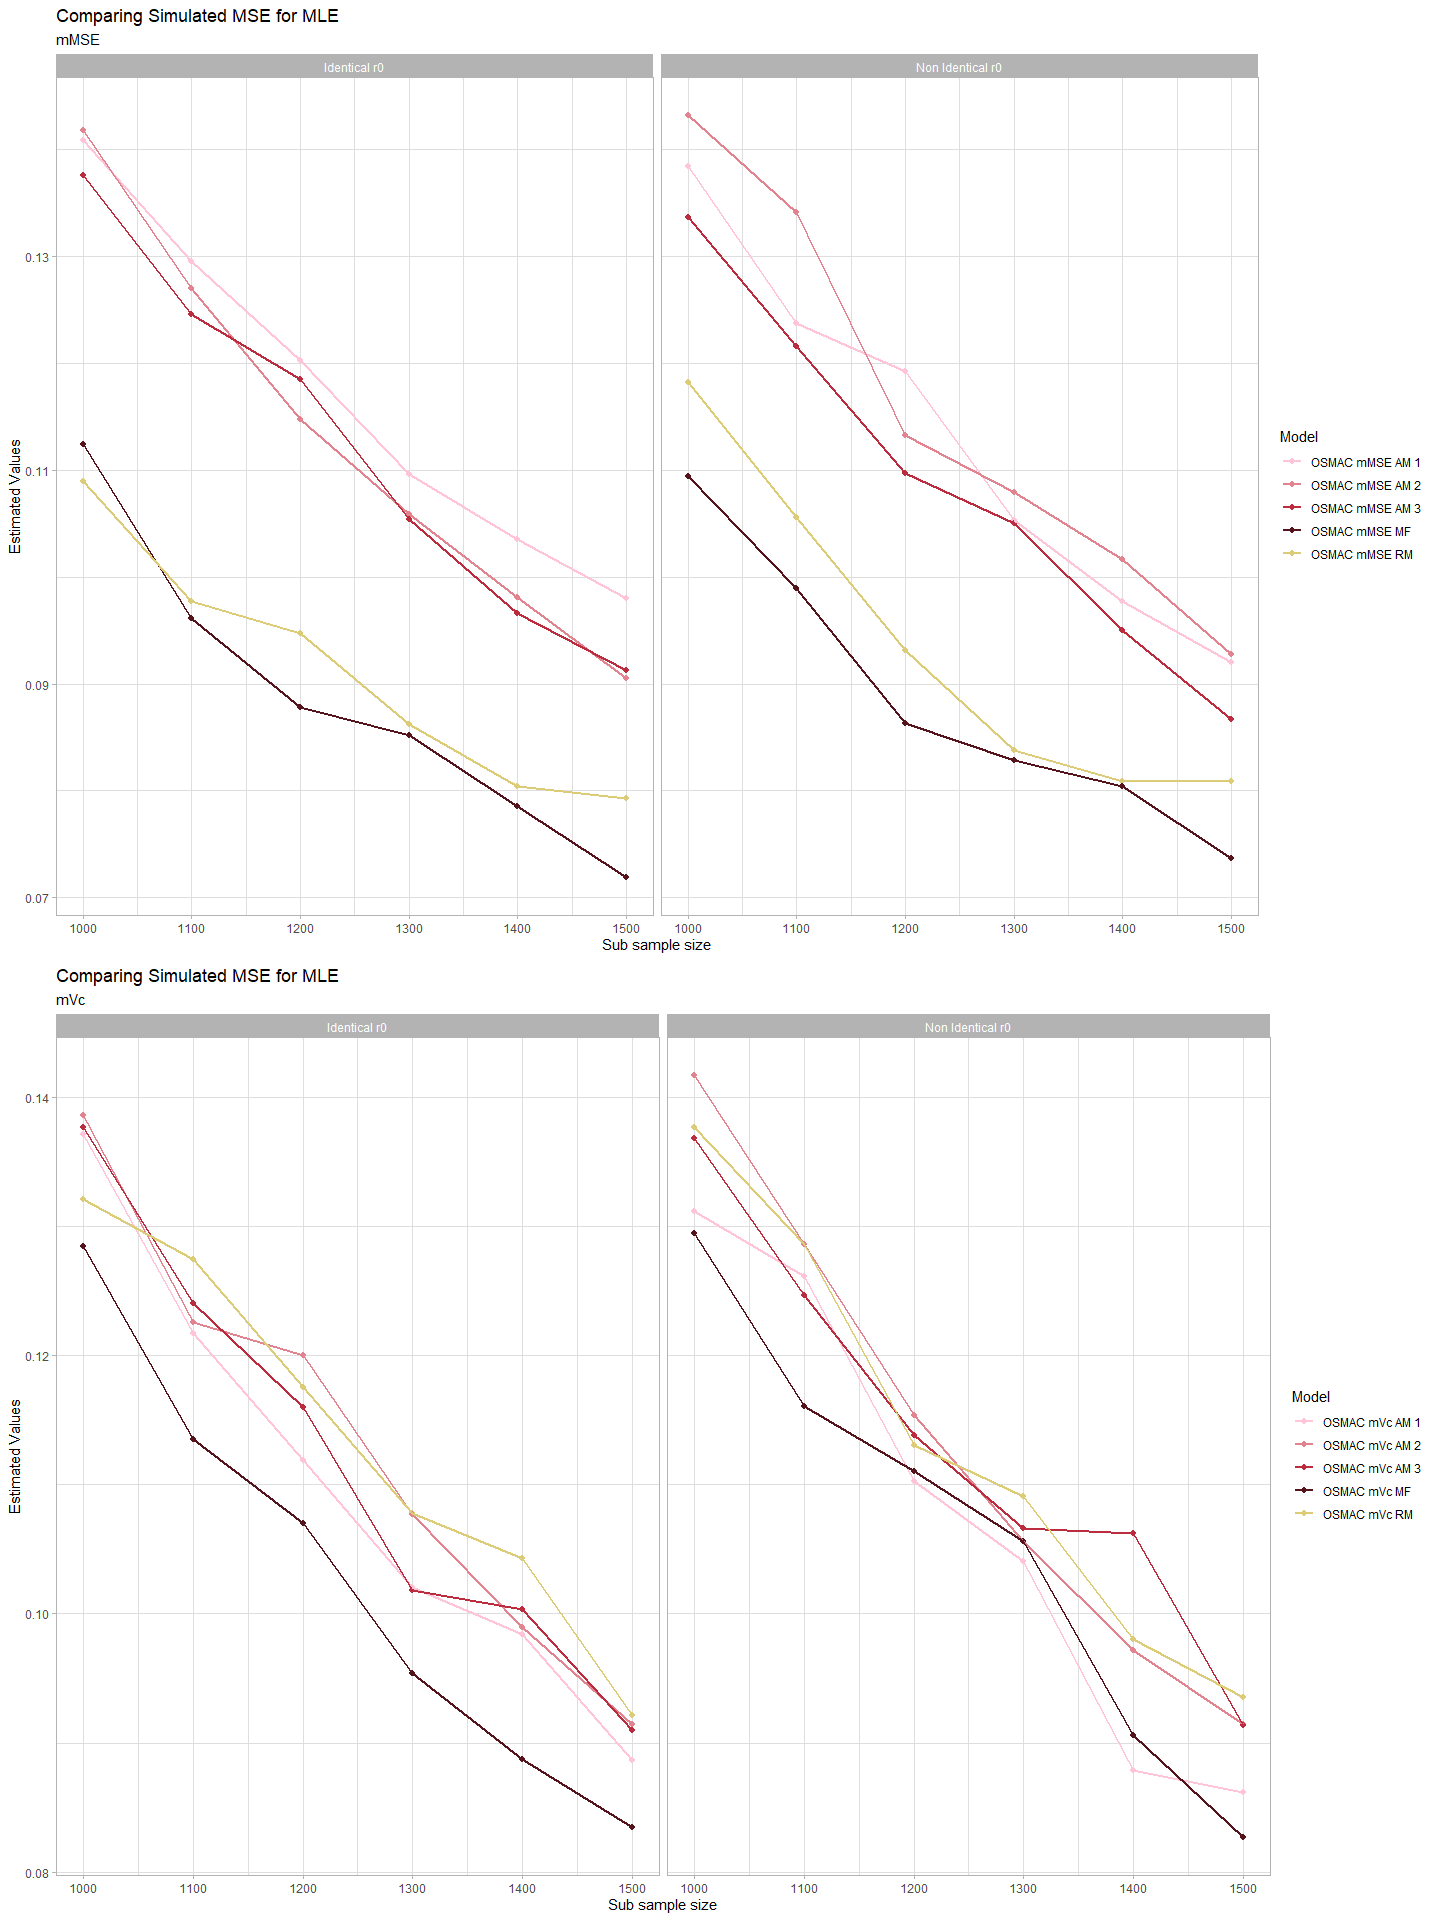 Comparing Simulated MSE for MLE
mMSE
Identical r0
Non Identical r0
Estimated Values
0.13
0.11
0.09
0.07
1000 1100 1200 1300 1400 1500
1000 1100 1200 1300 1400 1500
Sub sample size
Model
OSMAC mMSE AM 1
OSMAC mMSE AM 2
OSMAC mMSE AM 3
OSMAC mMSE MF
OSMAC mMSE RM
Comparing Simulated MSE for MLE
mVc
Identical r0
Non Identical r0
Estimated Values
0.14
0.12
0.10
0.08
1000 1100 1200 1300 1400 1500
1000 1100 1200 1300 1400 1500
Sub sample size
Model
OSMAC mVc AM 1
OSMAC mVc AM 2
OSMAC mVc AM 3
OSMAC mVc MF
OSMAC mVc RM